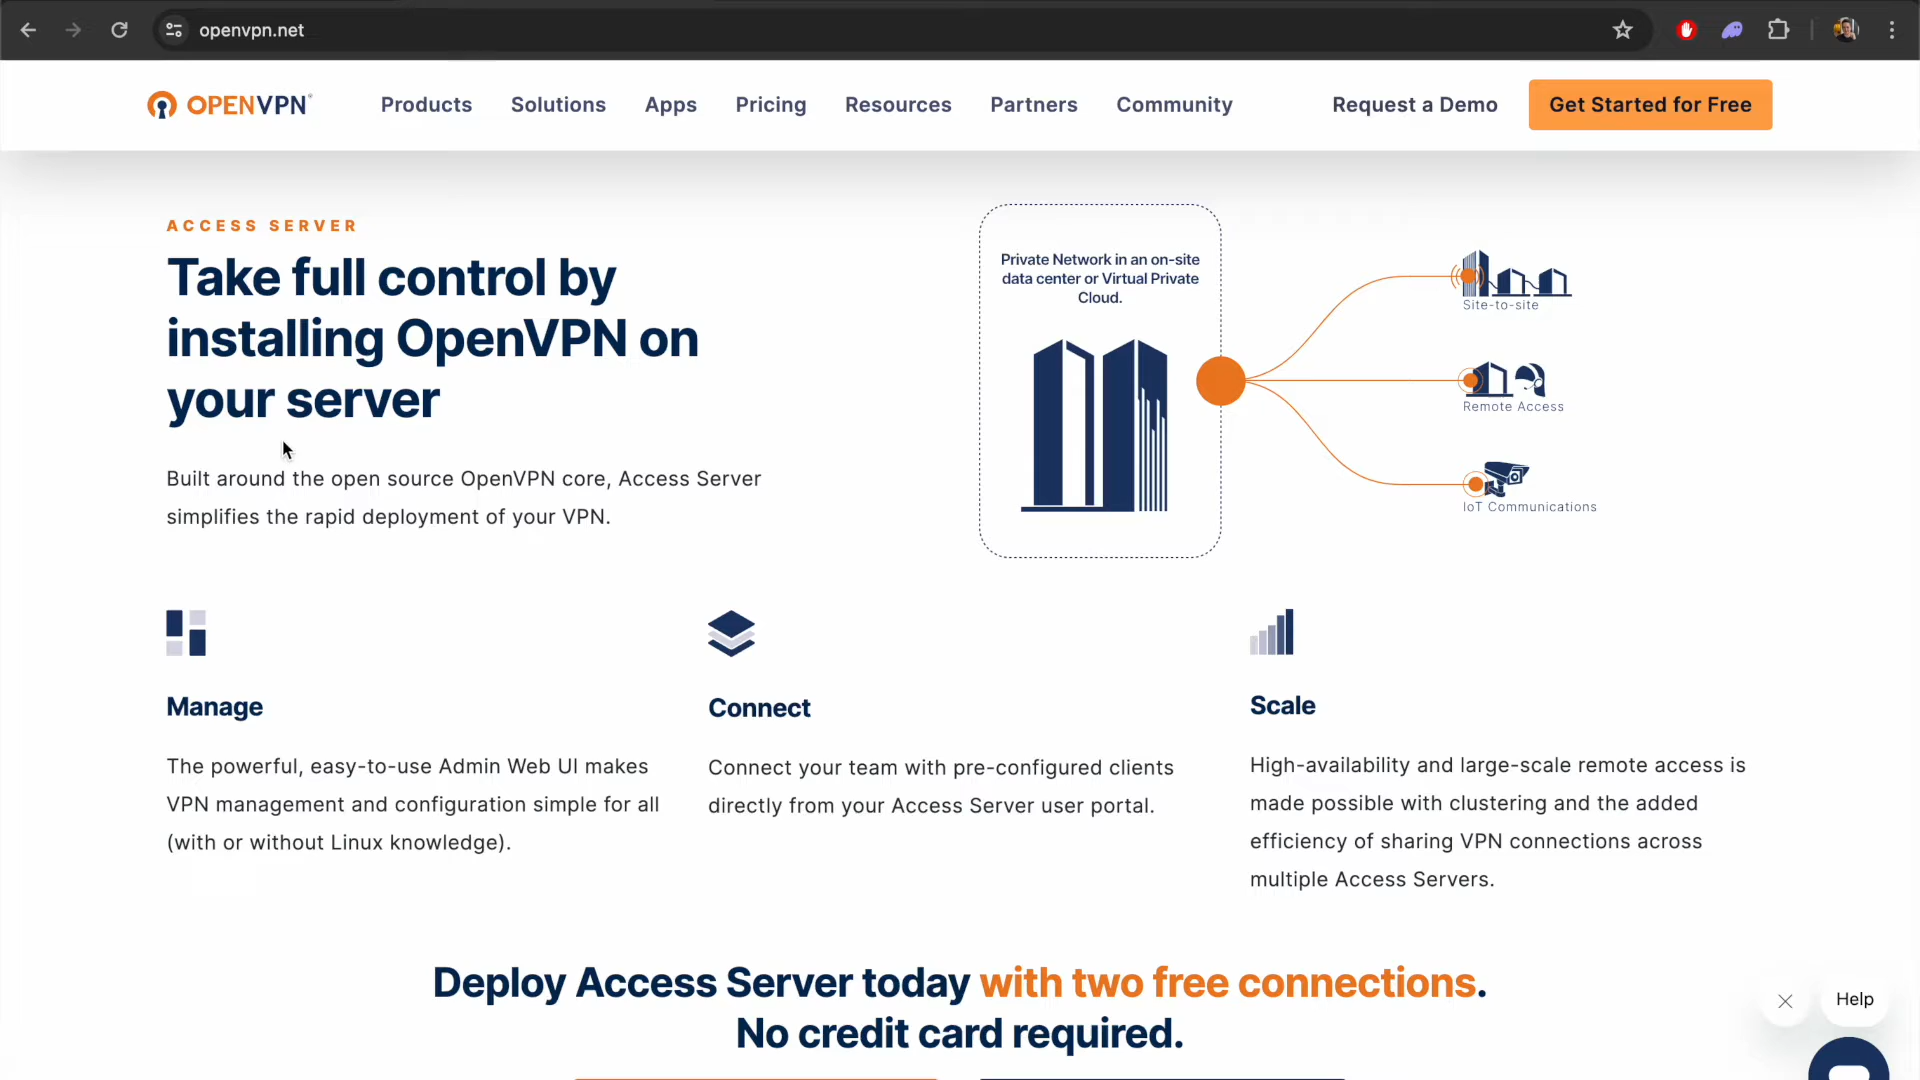 openvpn.net
OPENVPN
Products
Solutions
Apps
Pricing
Resources
Partners
Community
Request a Demo
Get Started for Free
ACCESS SERVER
Take full control by
installing OpenVPN on
your server
Built around the open source OpenVPN core, Access Server
simplifies the rapid deployment of your VPN.
Private Network in an on-site
data center or Virtual Private
Cloud.
Site-to-site
Remote Access
IoT Communications
Manage
The powerful, easy-to-use Admin Web UI makes
VPN management and configuration simple for all
(with or without Linux knowledge).
Connect
Connect your team with pre-configured clients
directly from your Access Server user portal.
Scale
High-availability and large-scale remote access is
made possible with clustering and the added
efficiency of sharing VPN connections across
multiple Access Servers.
Deploy Access Server today with two free connections.
No credit card required.
Help